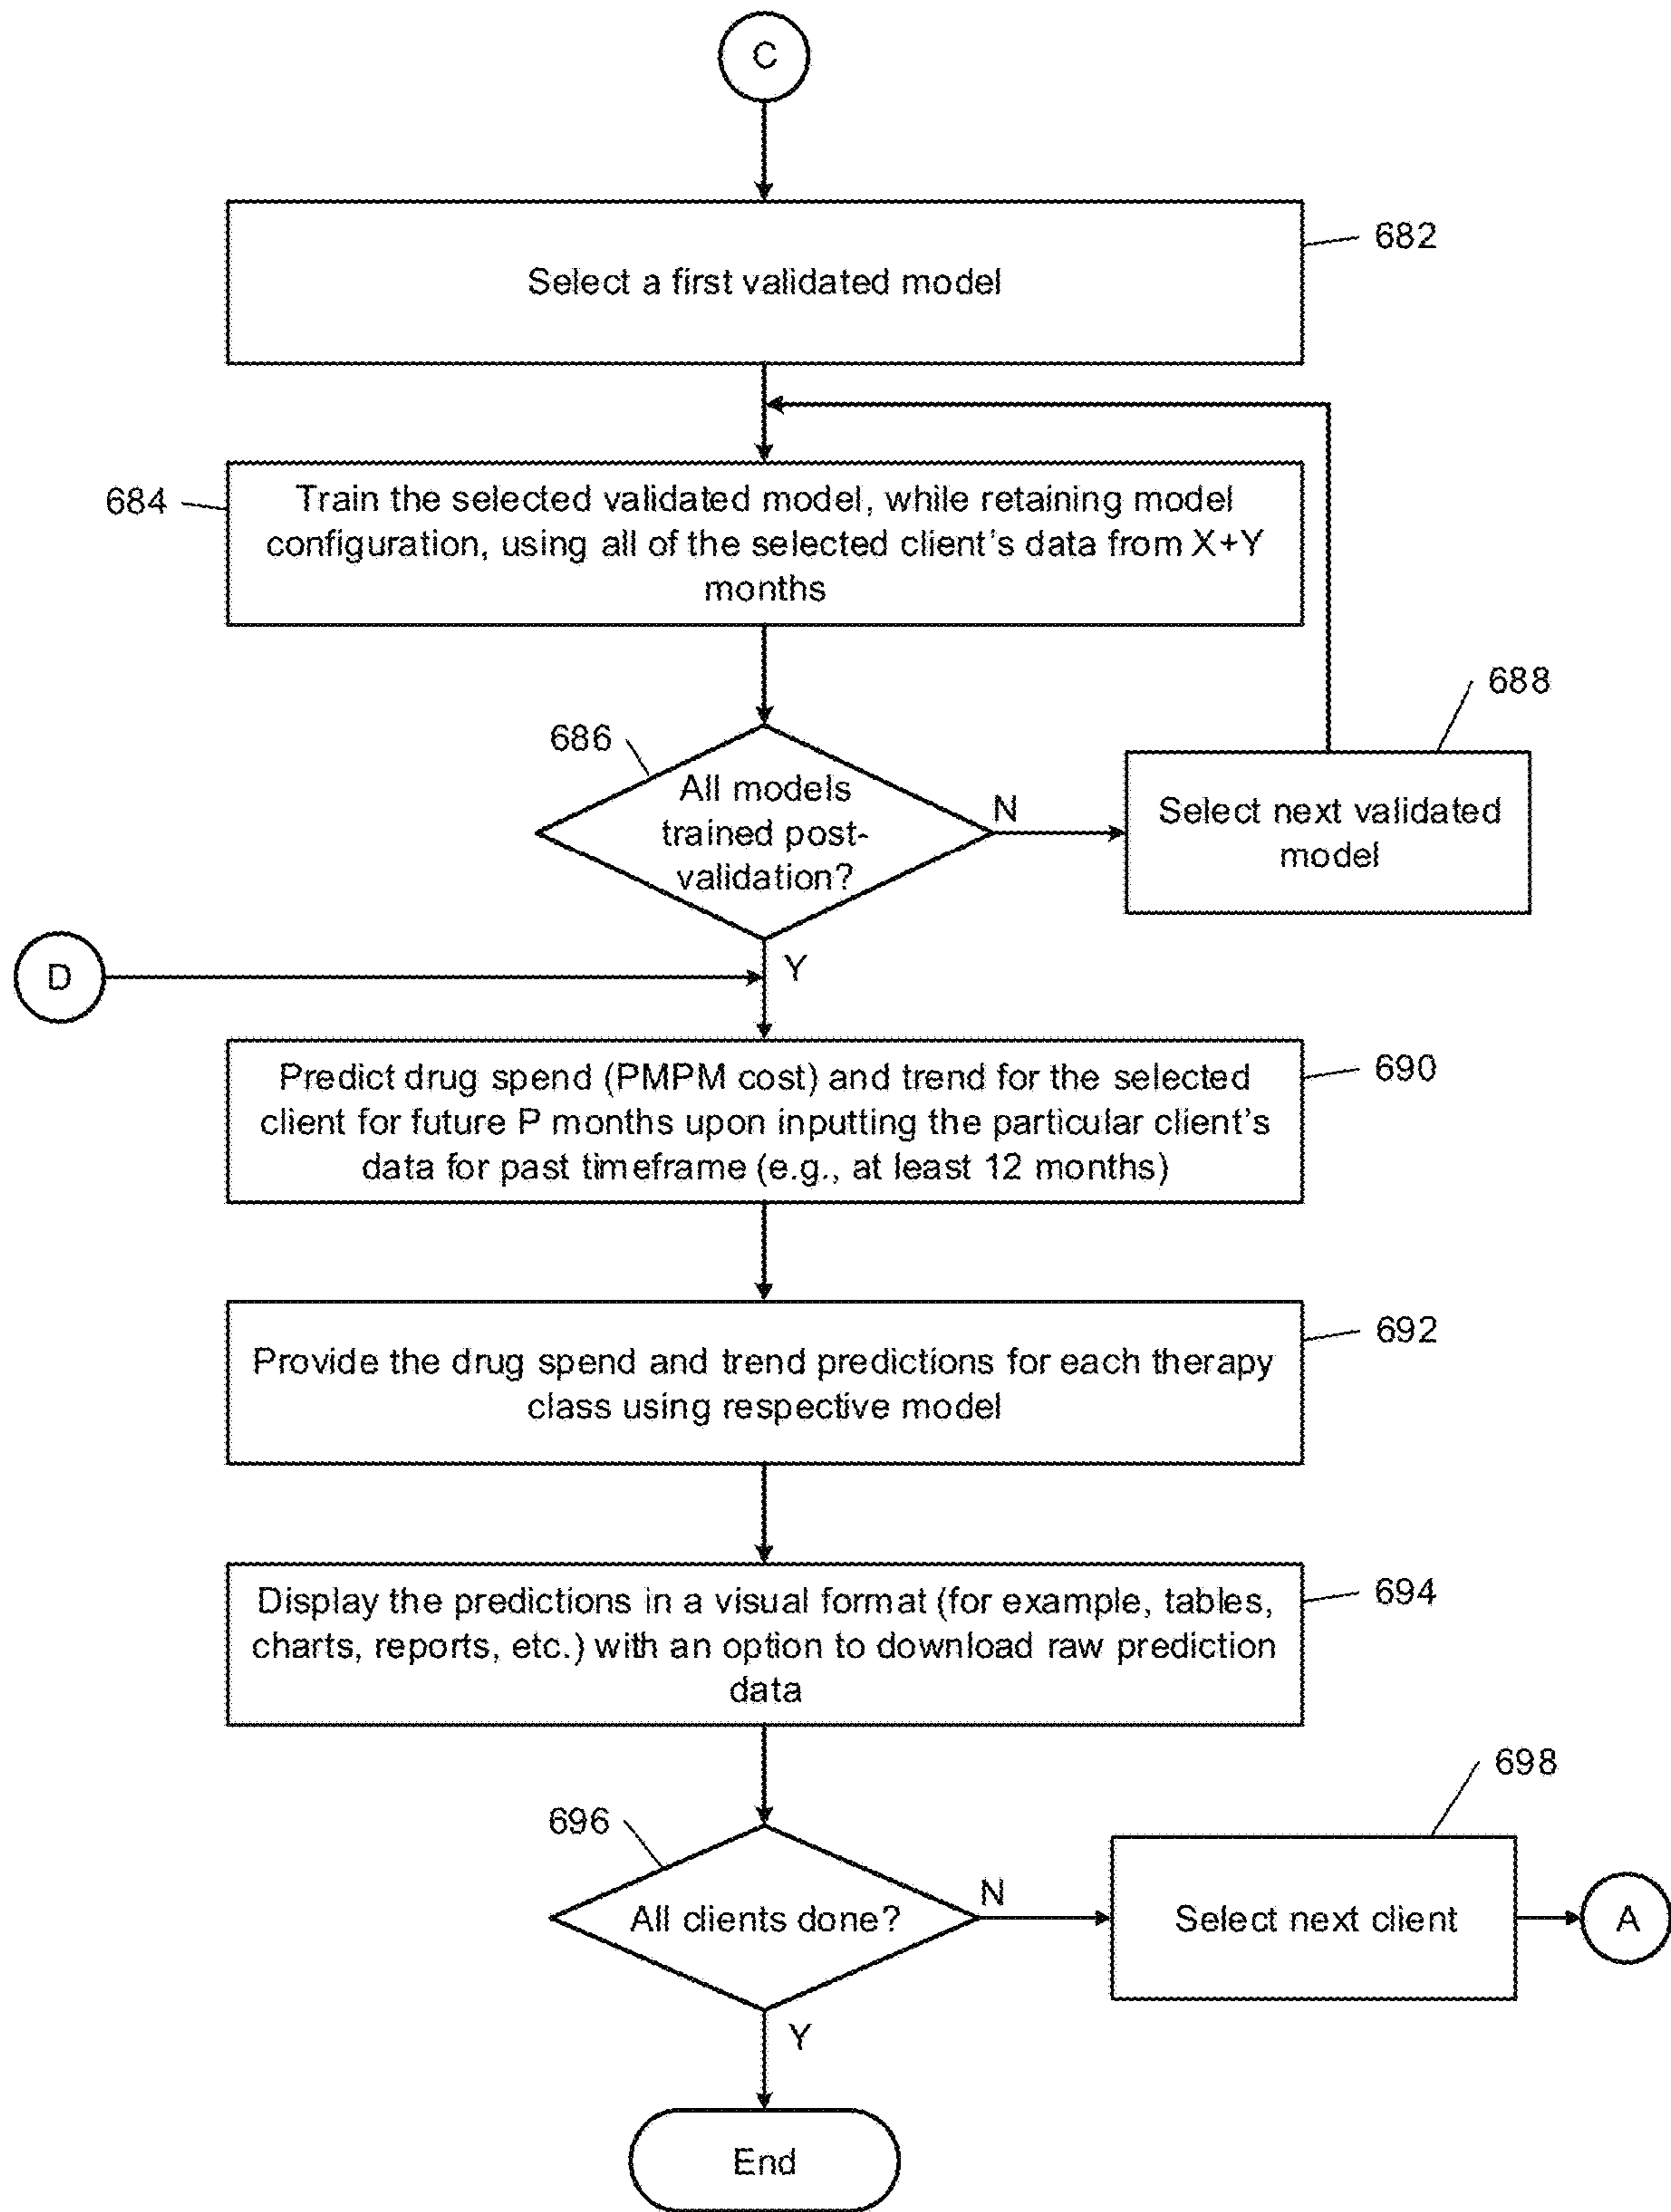 C
Select a first validated model
682
684
Train the selected validated model, while retaining model
configuration, using all of the selected client's data from X+Y
months
686
All models
trained post-
validation?
N
688
Select next validated
model
D
Y
Predict drug spend (PMPM cost) and trend for the selected
client for future P months upon inputting the particular client's
data for past timeframe (e.g., at least 12 months)
690
Provide the drug spend and trend predictions for each therapy
class using respective model
692
Display the predictions in a visual format (for example, tables,
charts, reports, etc.) with an option to download raw prediction
data
694
696
All clients done?
N
698
Select next client
A
Y
End